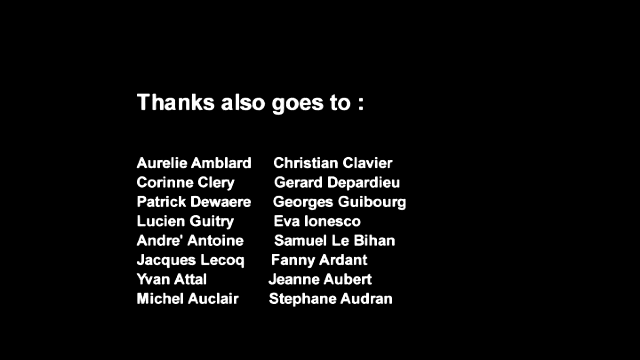 Thanks also goes to :
Aurelie Amblard Christian Clavier
Corinne Clery Gerard Depardieu
Patrick Dewaere Georges Guibourg
Lucien Guitry Eva Ionesco
Andre' Antoine Samuel Le Bihan
Jacques Lecoq Fanny Ardant
Yvan Attal Jeanne Aubert
Michel Auclair Stephane Audran